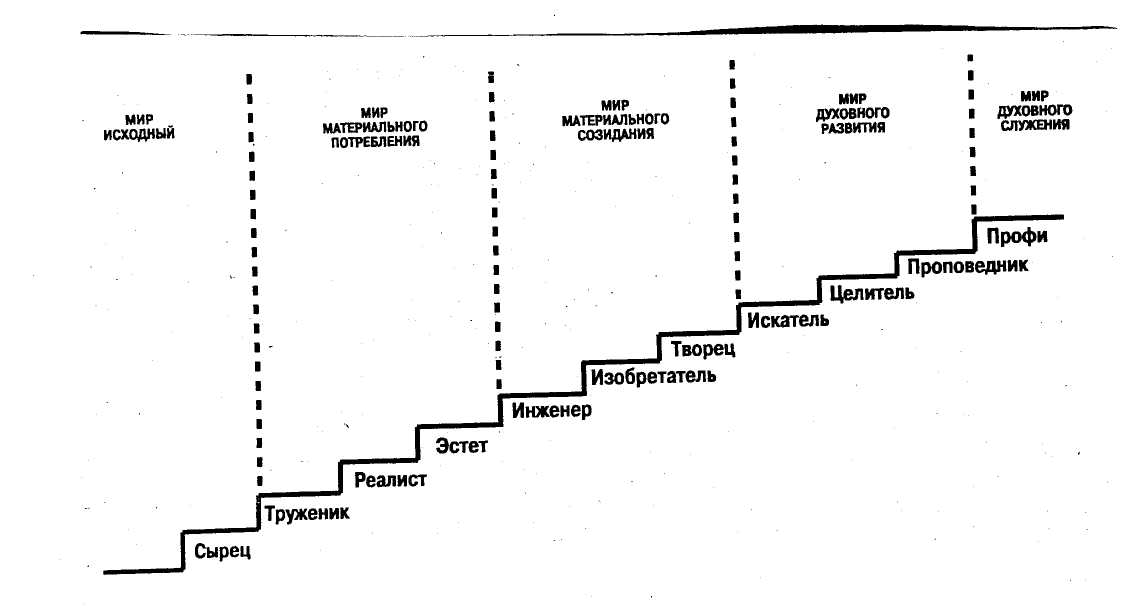 МИР
ИСХОДНЫЙ
МИР
МАТЕРИАЛЬНОГО
ПОТРЕБЛЕНИЯ
МИР
МАТЕРИАЛЬНОГО
СОЗИДАНИЯ
МИР
ДУХОВНОГО
РАЗВИТИЯ
МИР
ДУХОВНОГО
СЛУЖЕНИЯ
Профи
Проповедник
Целитель
Искатель
Творец
Изобретатель
Инженер
Эстет
Реалист
Труженик
Сырец